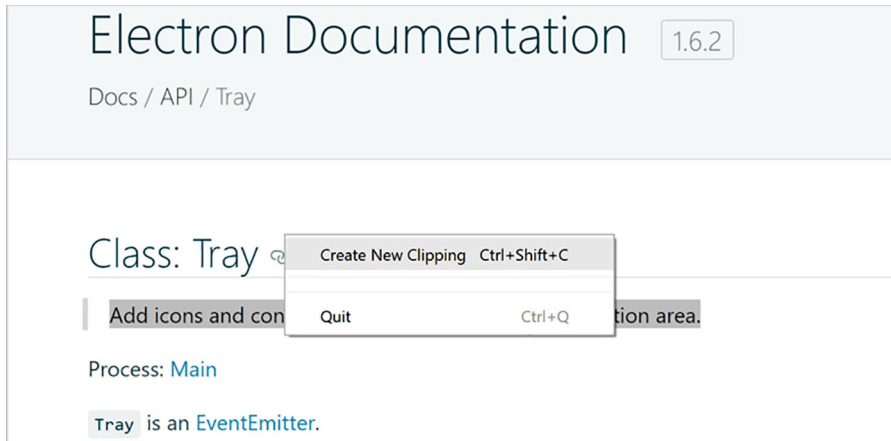 Electron Documentation 1.6.2
Docs / API / Tray
Class: Tray
Create New Clipping Ctrl+Shift+C
Add icons and con
Quit Ctrl+Q
tion area.
Process: Main
Tray is an EventEmitter.